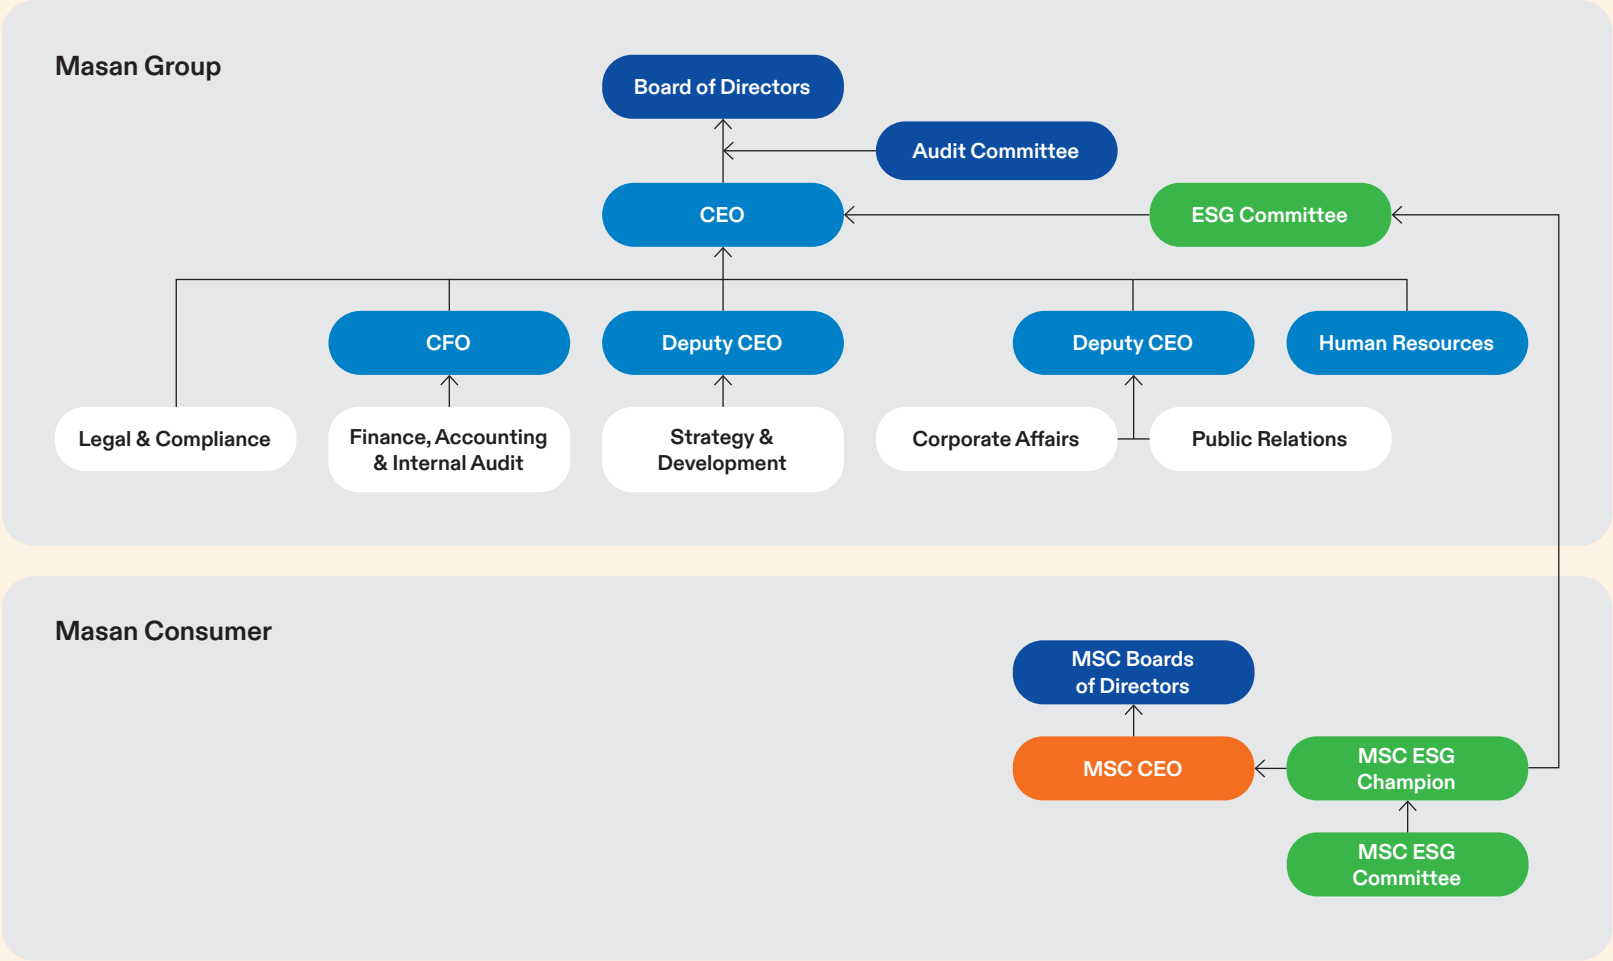 Masan Group
Board of Directors
Audit Committee
CEO
ESG Committee
CFO
Deputy CEO
Deputy CEO
Human Resources
Legal & Compliance
Finance, Accounting
& Internal Audit
Strategy &
Development
Corporate Affairs
Public Relations
Masan Consumer
MSC Boards
of Directors
MSC CEO
MSC ESG
Champion
MSC ESG
Committee